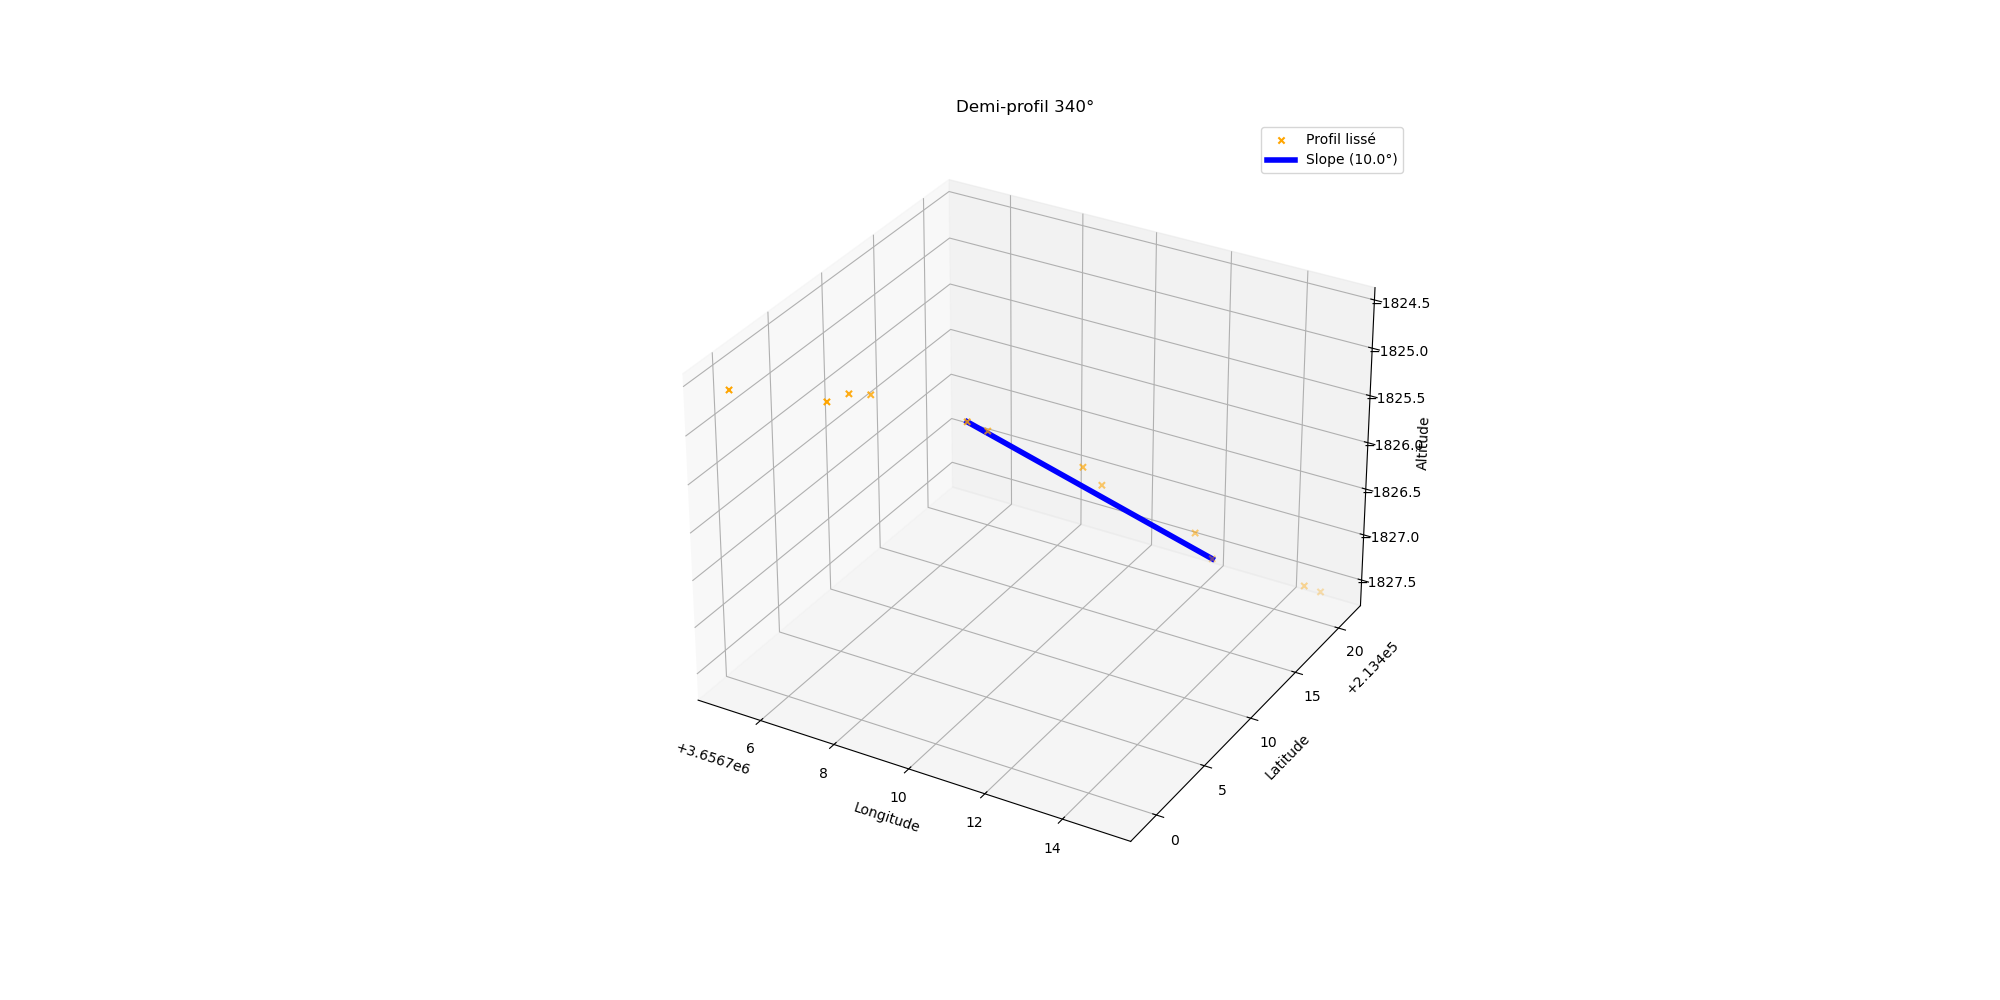 Demi-profil 340°
Profil lissé
Slope (10.0°)
−1824.5
−1825.0
−1825.5
−1826.0
−1826.5
−1827.0
−1827.5
Altitude
20
15
10
5
0
+2.134e5
Latitude
6
8
10
12
14
+3.6567e6
Longitude